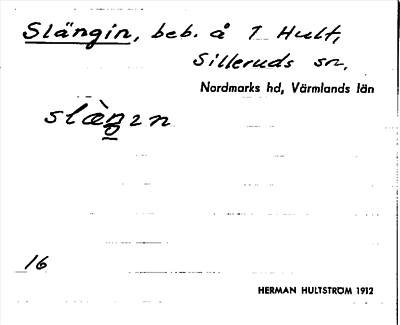 Slängin, beb. å 1 Hult,
Silleruds sn.
Nordmarks hd, Värmlands län
16
HERMAN HULTSTRÖM 1912